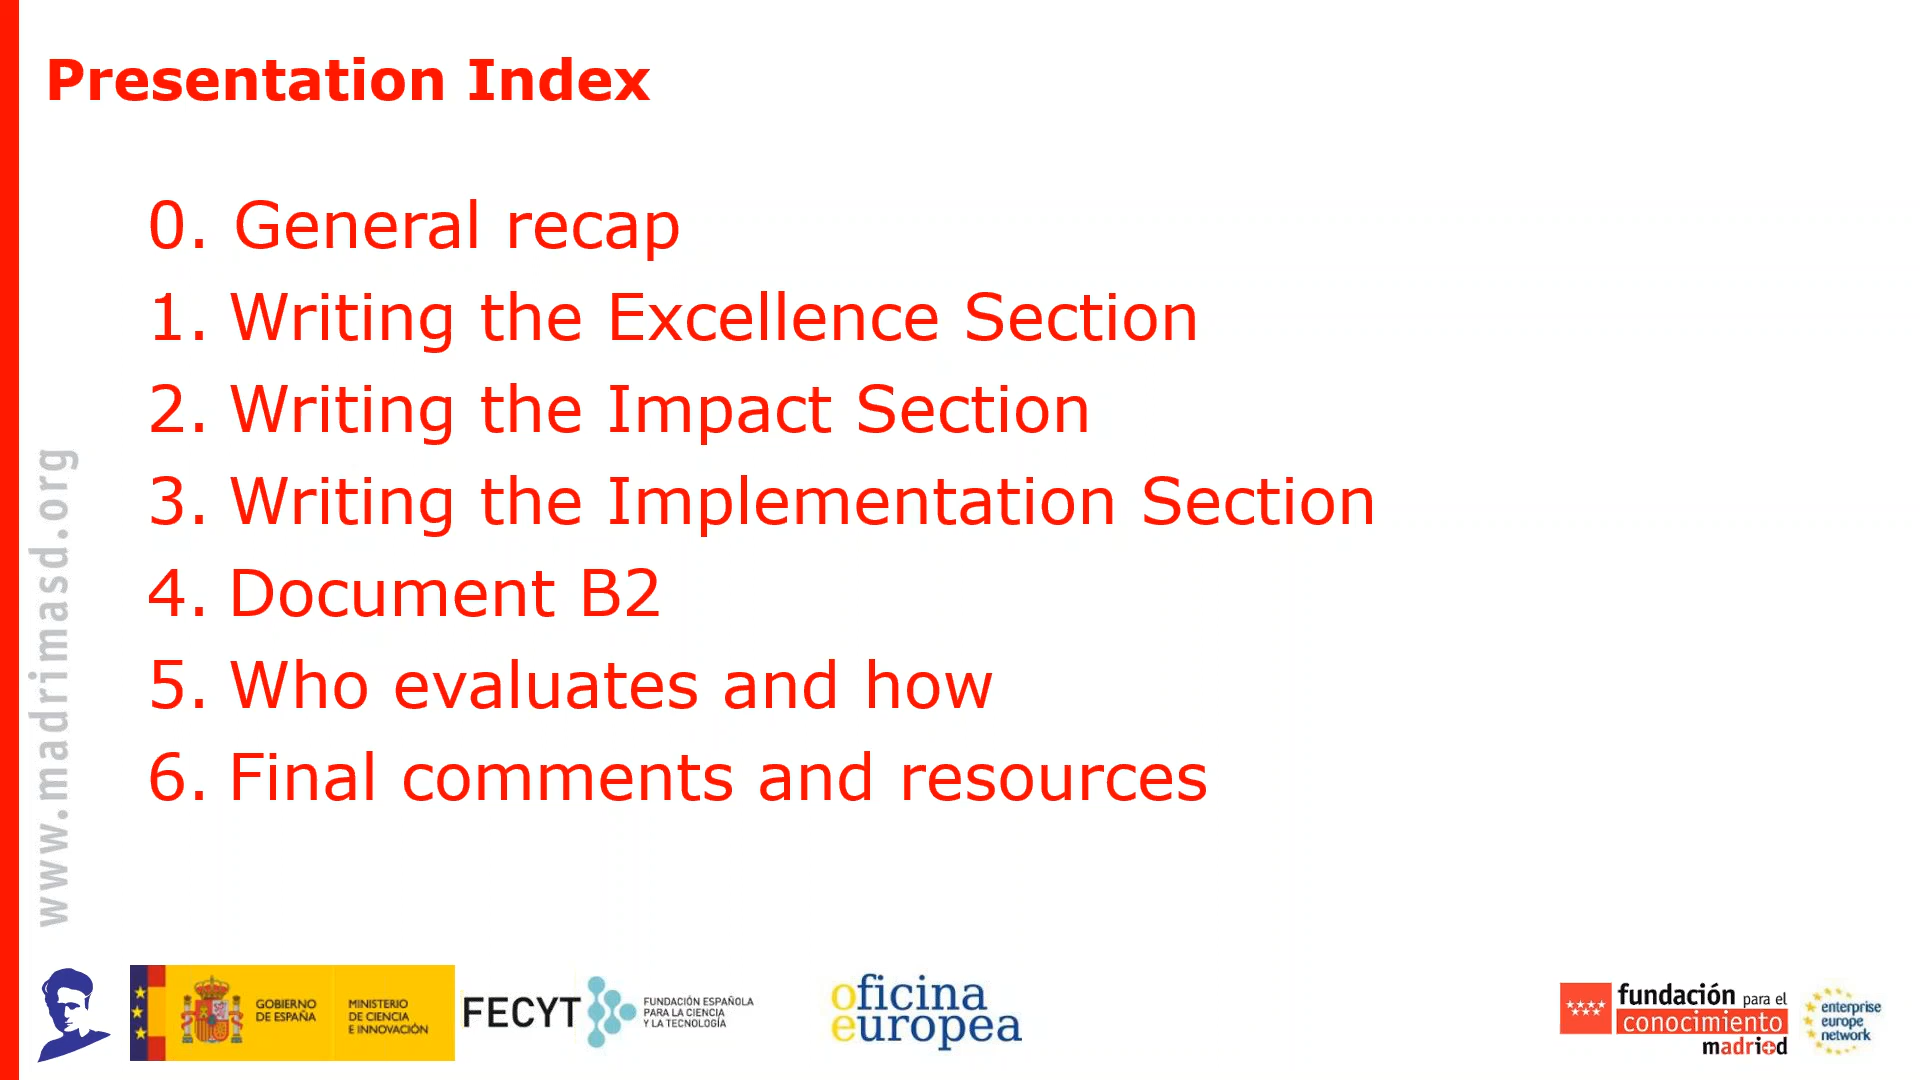 Presentation Index
0. General recap
1. Writing the Excellence Section
2. Writing the Impact Section
3. Writing the Implementation Section
4. Document B2
5. Who evaluates and how
6. Final comments and resources
www.madrimasd.org
GOBIERNO
DE ESPAÑA
MINISTERIO
DE CIENCIA
E INNOVACIÓN
FECYT
FUNDACIÓN ESPAÑOLA
PARA LA CIENCIA
Y LA TECNOLOGÍA
oficina
europea
fundación para el
conocimiento
madri+d
enterprise
europe
network